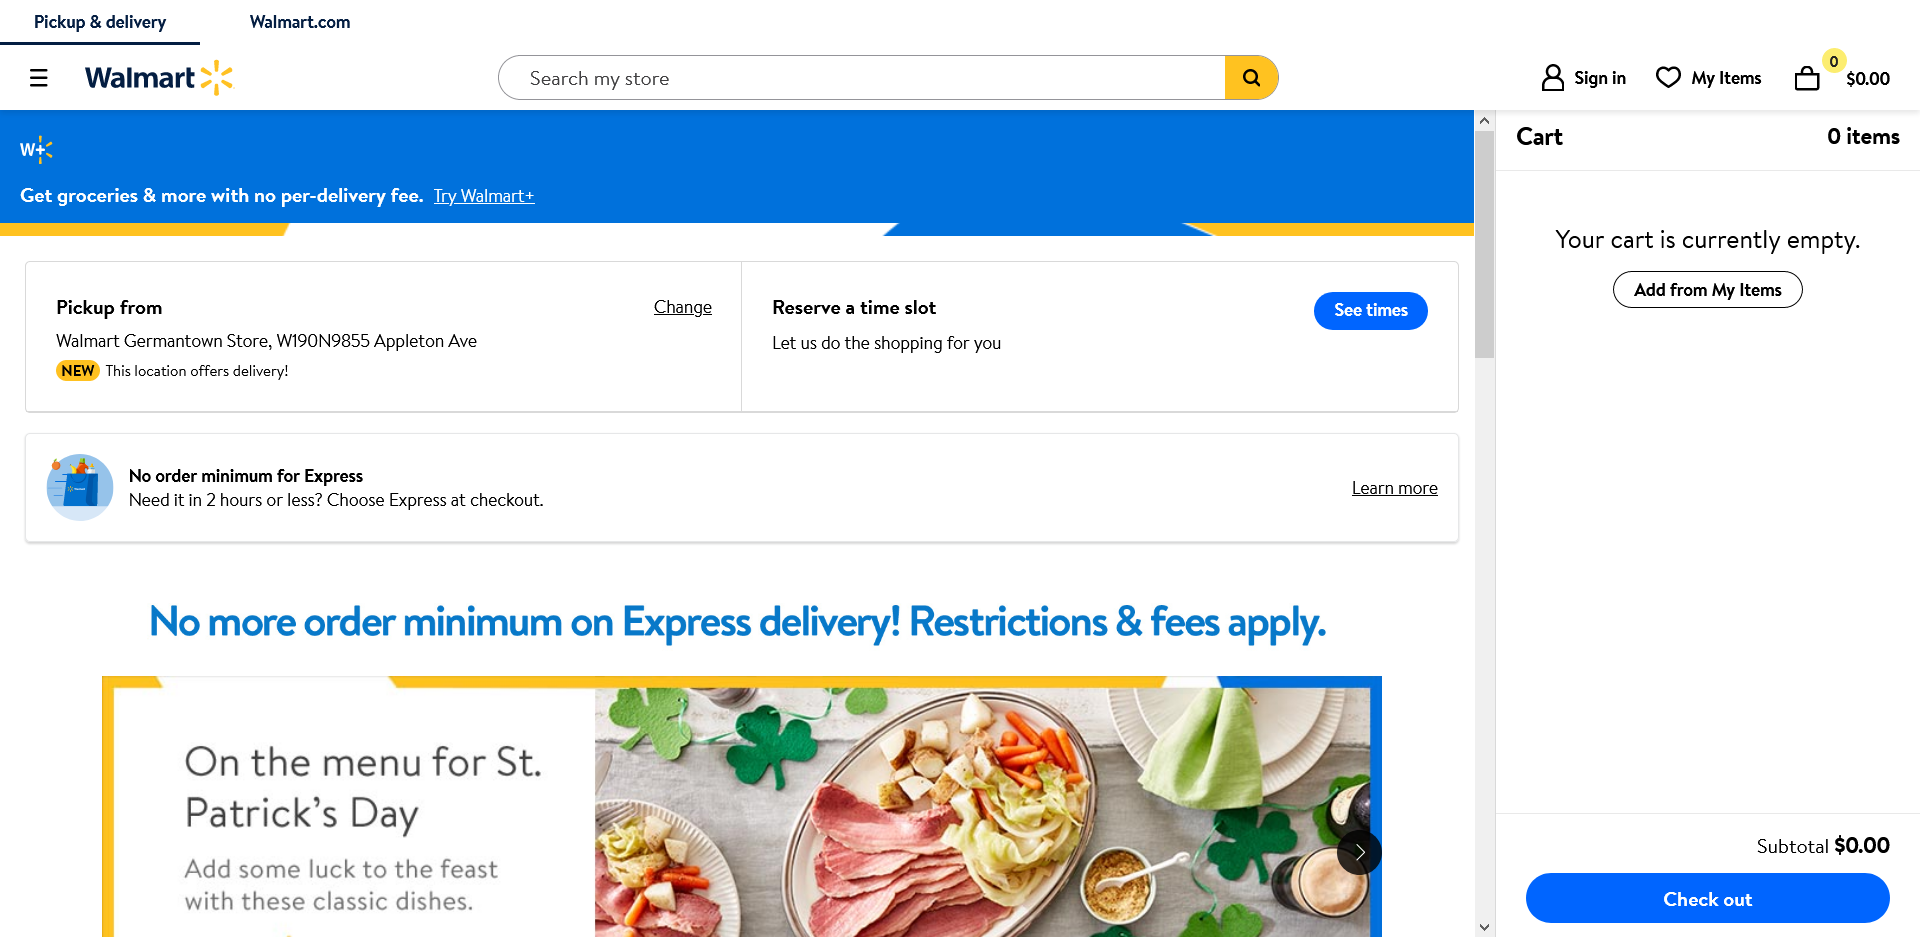 Pickup & delivery
Walmart.com
Walmart
Search my store
Sign in
My Items
0
$0.00
W+
Get groceries & more with no per-delivery fee. Try Walmart+
Pickup from
Change
Walmart Germantown Store, W190N9855 Appleton Ave
NEW This location offers delivery!
Reserve a time slot
Let us do the shopping for you
See times
No order minimum for Express
Need it in 2 hours or less? Choose Express at checkout.
Learn more
No more order minimum on Express delivery! Restrictions & fees apply.
On the menu for St.
Patrick's Day
Add some luck to the feast
with these classic dishes.
Cart
0 items
Your cart is currently empty.
Add from My Items
Subtotal $0.00
Check out